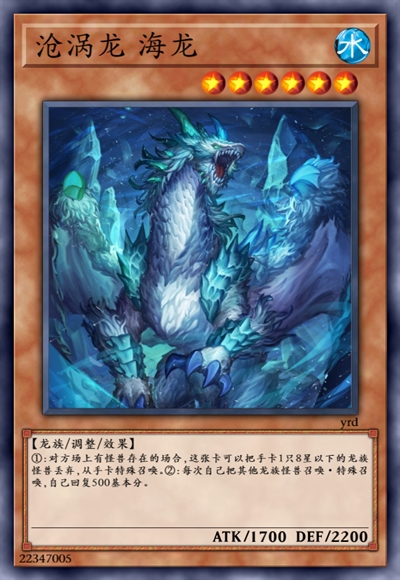 沧涡龙 海龙
水
yrd
【龙族/调整/效果】
①:对方场上有怪兽存在的场合,这张卡可以把手卡1只8星以下的龙族
怪兽丢弃,从手卡特殊召唤。②:每次自己把其他龙族怪兽召唤·特殊召
唤,自己回复500基本分。
ATK/1700 DEF/2200
22347005